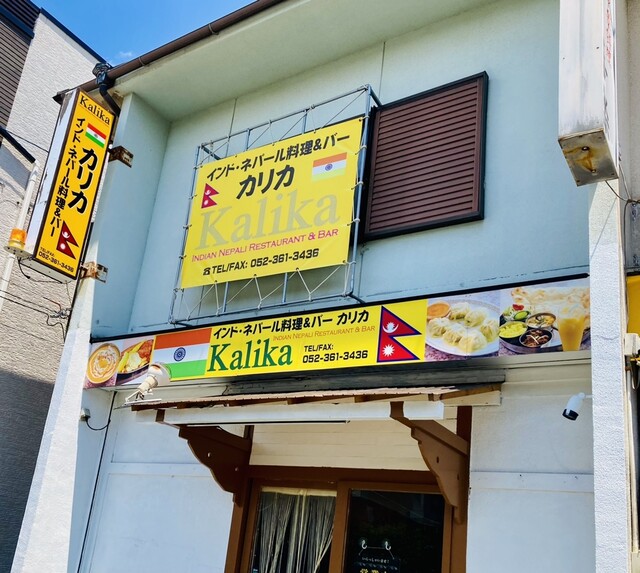 Kalika
カリカ
インド・ネパール料理&バー
TEL/FAX:
052-361-3436
インド・ネパール料理&バー
カリカ
Kalika
INDIAN NEPALI RESTAURANT & BAR
☎TEL/FAX: 052-361-3436
インド・ネパール料理&バー カリカ
INDIAN NEPALI RESTAURANT & BAR
Kalika
TEL/FAX:
052-361-3436